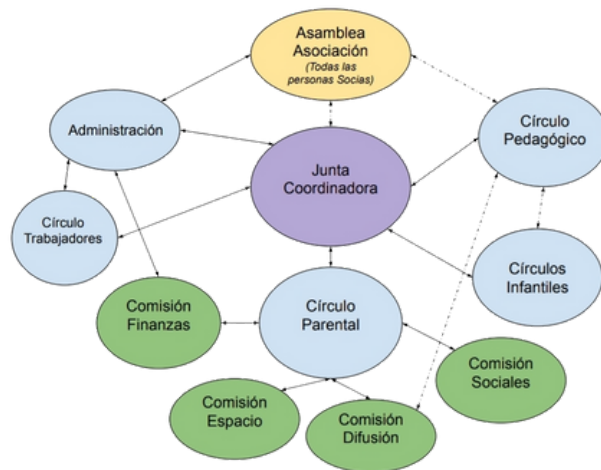 Asamblea
Asociación
(Todas las
personas Socias)
Administración
Círculo
Pedagógico
Junta
Coordinadora
Círculo
Trabajadores
Círculos
Infantiles
Comisión
Finanzas
Círculo
Parental
Comisión
Sociales
Comisión
Espacio
Comisión
Difusión